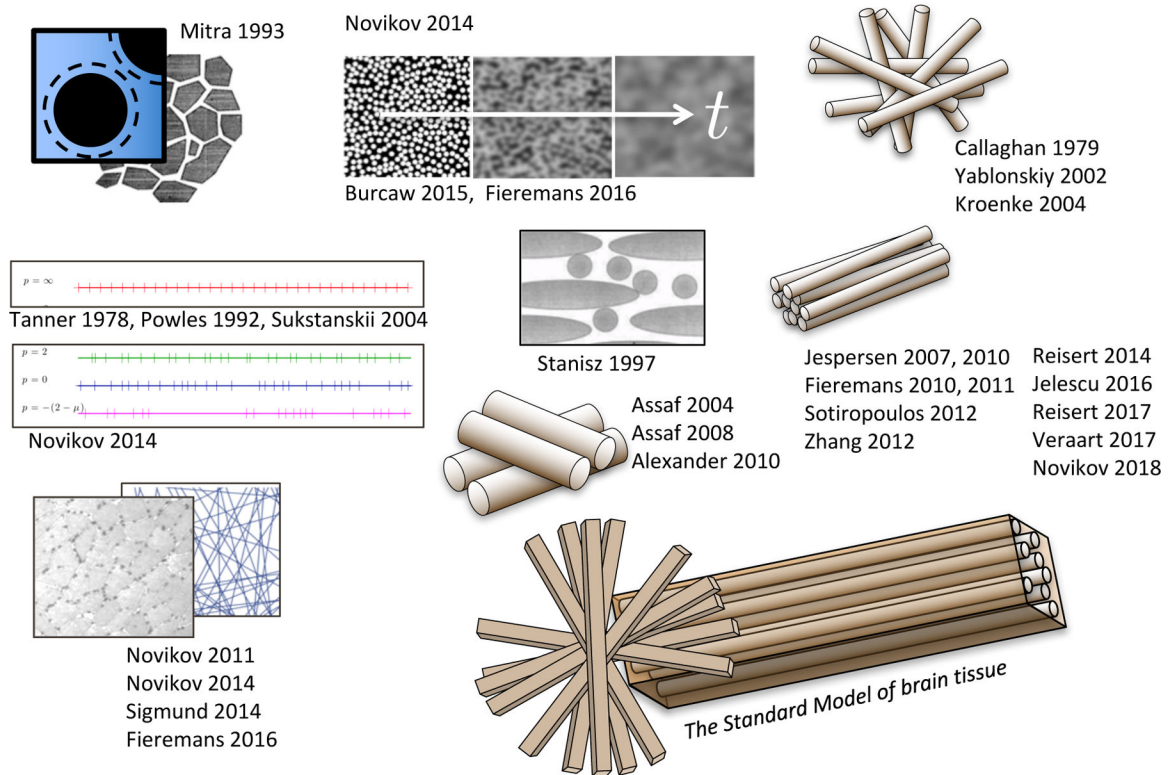 Mitra 1993
Novikov 2014
t
Burcaw 2015, Fieremans 2016
Callaghan 1979
Yablonskiy 2002
Kroenke 2004
p = ∞
Tanner 1978, Powles 1992, Sukstanskii 2004
p = 2
p = 0
p = −(2 − μ)
Novikov 2014
Stanisz 1997
Assaf 2004
Assaf 2008
Alexander 2010
Jespersen 2007, 2010
Fieremans 2010, 2011
Sotiropoulos 2012
Zhang 2012
Reisert 2014
Jelescu 2016
Reisert 2017
Veraart 2017
Novikov 2018
Novikov 2011
Novikov 2014
Sigmund 2014
Fieremans 2016
The Standard Model of brain tissue